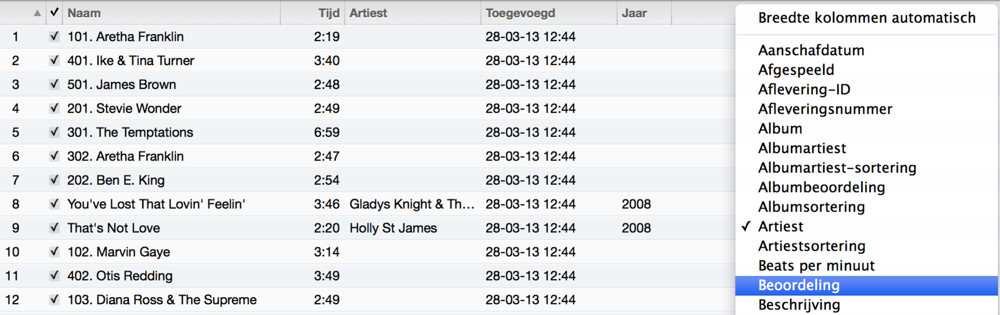 ▲ ✓ Naam Tijd Artiest Toegevoegd Jaar
1 ✓ 101. Aretha Franklin 2:19 28-03-13 12:44
2 ✓ 401. Ike & Tina Turner 3:40 28-03-13 12:44
3 ✓ 501. James Brown 2:48 28-03-13 12:44
4 ✓ 201. Stevie Wonder 2:49 28-03-13 12:44
5 ✓ 301. The Temptations 6:59 28-03-13 12:44
6 ✓ 302. Aretha Franklin 2:47 28-03-13 12:44
7 ✓ 202. Ben E. King 2:54 28-03-13 12:44
8 ✓ You've Lost That Lovin' Feelin' 3:46 Gladys Knight & Th... 28-03-13 12:44 2008
9 ✓ That's Not Love 2:20 Holly St James 28-03-13 12:44 2008
10 ✓ 102. Marvin Gaye 3:14 28-03-13 12:44
11 ✓ 402. Otis Redding 3:49 28-03-13 12:44
12 ✓ 103. Diana Ross & The Supreme 2:49 28-03-13 12:44
Breedte kolommen automatisch
Aanschafdatum
Afgespeeld
Aflevering-ID
Afleveringsnummer
Album
Albumartiest
Albumartiest-sortering
Albumbeoordeling
Albumsortering
✓ Artiest
Artiestsortering
Beats per minuut
Beoordeling
Beschrijving